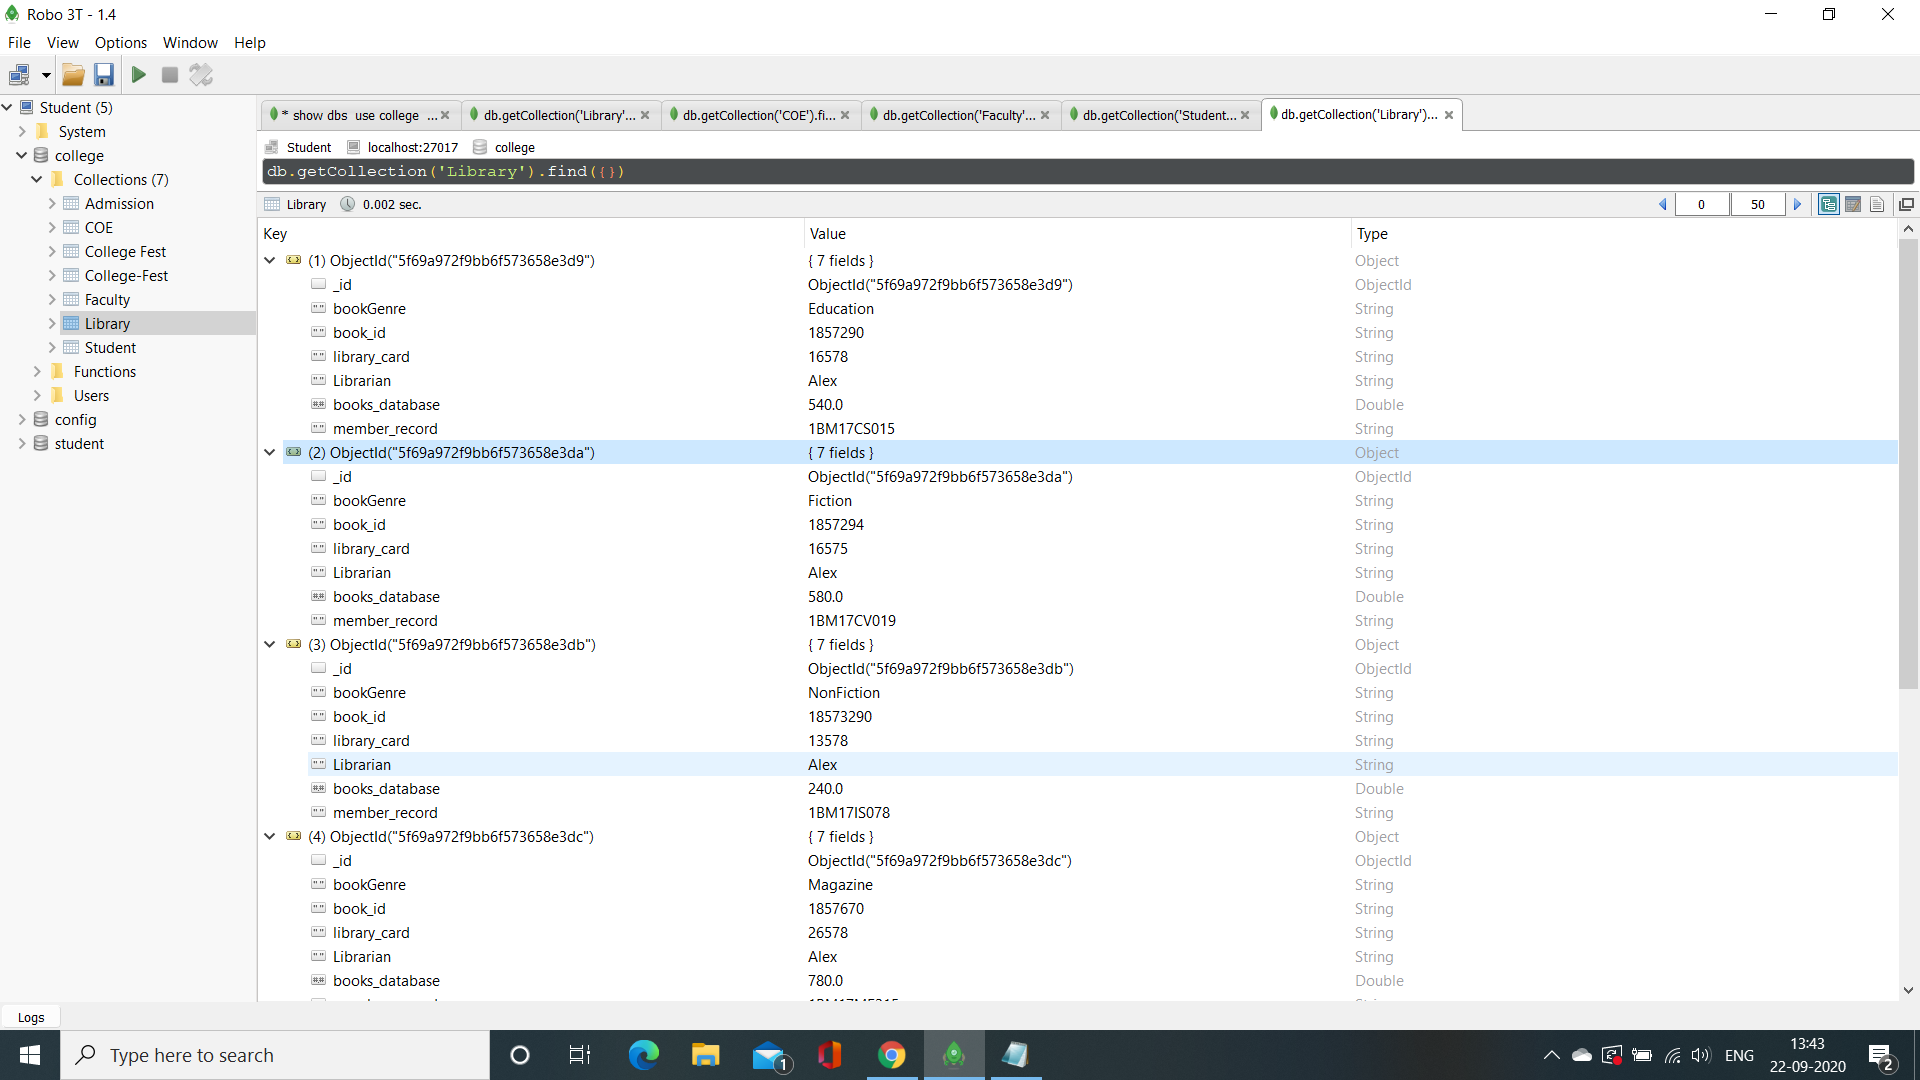 Robo 3T - 1.4
File View Options Window Help
Student (5)
System
college
Collections (7)
Admission
COE
College Fest
College-Fest
Faculty
Library
Student
Functions
Users
config
student
* show dbs  use college  ...
db.getCollection('Library'...
db.getCollection('COE').fi...
db.getCollection('Faculty'...
db.getCollection('Student...
db.getCollection('Library')...
Student localhost:27017 college
db.getCollection('Library').find({})
Library 0.002 sec. 0 50
Key Value Type
(1) ObjectId("5f69a972f9bb6f573658e3d9") { 7 fields } Object
_id ObjectId("5f69a972f9bb6f573658e3d9") ObjectId
bookGenre Education String
book_id 1857290 String
library_card 16578 String
Librarian Alex String
books_database 540.0 Double
member_record 1BM17CS015 String
(2) ObjectId("5f69a972f9bb6f573658e3da") { 7 fields } Object
_id ObjectId("5f69a972f9bb6f573658e3da") ObjectId
bookGenre Fiction String
book_id 1857294 String
library_card 16575 String
Librarian Alex String
books_database 580.0 Double
member_record 1BM17CV019 String
(3) ObjectId("5f69a972f9bb6f573658e3db") { 7 fields } Object
_id ObjectId("5f69a972f9bb6f573658e3db") ObjectId
bookGenre NonFiction String
book_id 18573290 String
library_card 13578 String
Librarian Alex String
books_database 240.0 Double
member_record 1BM17IS078 String
(4) ObjectId("5f69a972f9bb6f573658e3dc") { 7 fields } Object
_id ObjectId("5f69a972f9bb6f573658e3dc") ObjectId
bookGenre Magazine String
book_id 1857670 String
library_card 26578 String
Librarian Alex String
books_database 780.0 Double
Logs
Type here to search
1
ENG
13:43
22-09-2020
2